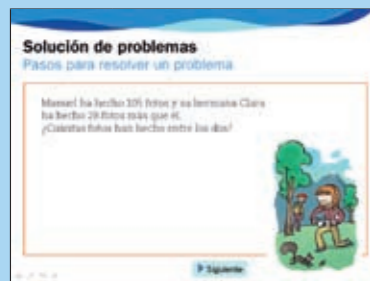 Solución de problemas
Pasos para resolver un problema
Manuel ha hecho 105 fotos y su hermana Clara
ha hecho 28 fotos más que él.
¿Cuántas fotos han hecho entre los dos?
Siguiente